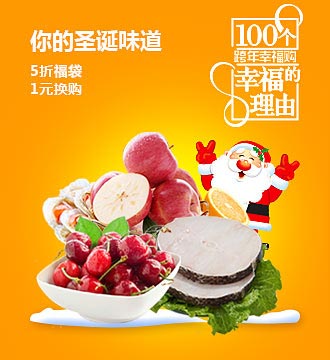 你的圣诞味道
5折福袋
1元换购
100个
跨年幸福购
幸福的
理由